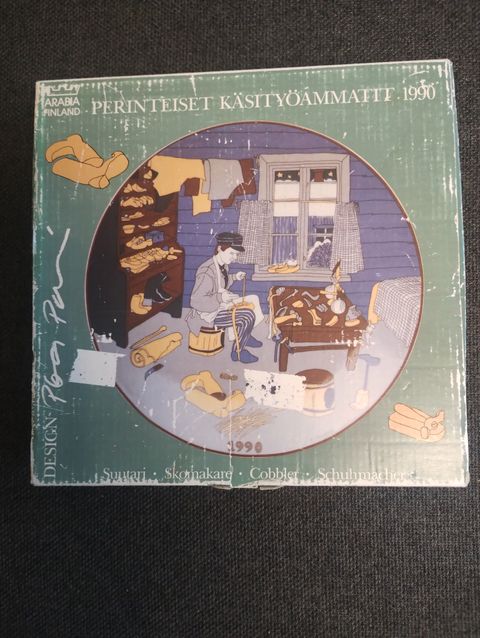 ARABIA
FINLAND
PERINTEISET KÄSITYÖAMMATIT 1990
DESIGN:
1990
Suutari · Skomakare · Cobbler · Schuhmacher